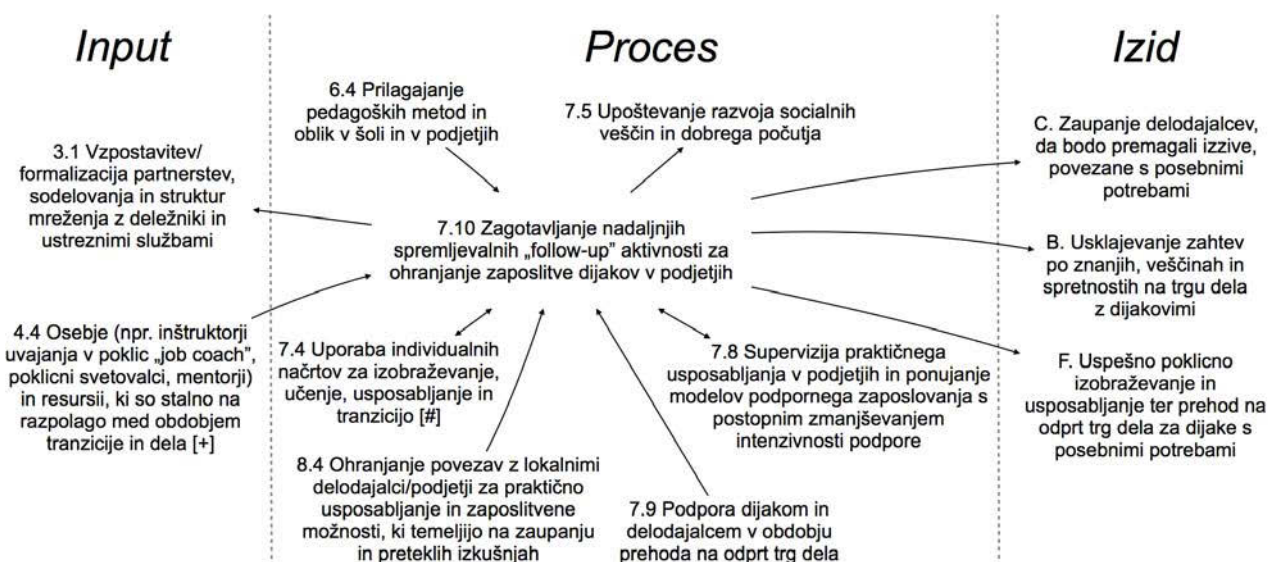 Input
Proces
Izid
3.1 Vzpostavitev/
formalizacija partnerstev,
sodelovanja in struktur
mreženja z deležniki in
ustreznimi službami
4.4 Osebje (npr. inštruktorji
uvajanja v poklic „job coach”,
poklicni svetovalci, mentorji)
in resursii, ki so stalno na
razpolago med obdobjem
tranzicije in dela [+]
6.4 Prilagajanje
pedagoških metod in
oblik v šoli in v podjetjih
7.5 Upoštevanje razvoja socialnih
veščin in dobrega počutja
7.10 Zagotavljanje nadaljnjih
spremljevalnih „follow-up” aktivnosti za
ohranjanje zaposlitve dijakov v podjetjih
7.4 Uporaba individualnih
načrtov za izobraževanje,
učenje, usposabljanje in
tranzicijo [#]
7.8 Supervizija praktičnega
usposabljanja v podjetjih in ponujanje
modelov podpornega zaposlovanja s
postopnim zmanjševanjem
intenzivnosti podpore
8.4 Ohranjanje povezav z lokalnimi
delodajalci/podjetji za praktično
usposabljanje in zaposlitvene
možnosti, ki temeljijo na zaupanju
in preteklih izkušnjah
7.9 Podpora dijakom in
delodajalcem v obdobju
prehoda na odprt trg dela
C. Zaupanje delodajalcev,
da bodo premagali izzive,
povezane s posebnimi
potrebami
B. Usklajevanje zahtev
po znanjih, veščinah in
spretnostih na trgu dela
z dijakovimi
F. Uspešno poklicno
izobraževanje in
usposabljanje ter prehod na
odprt trg dela za dijake s
posebnimi potrebami